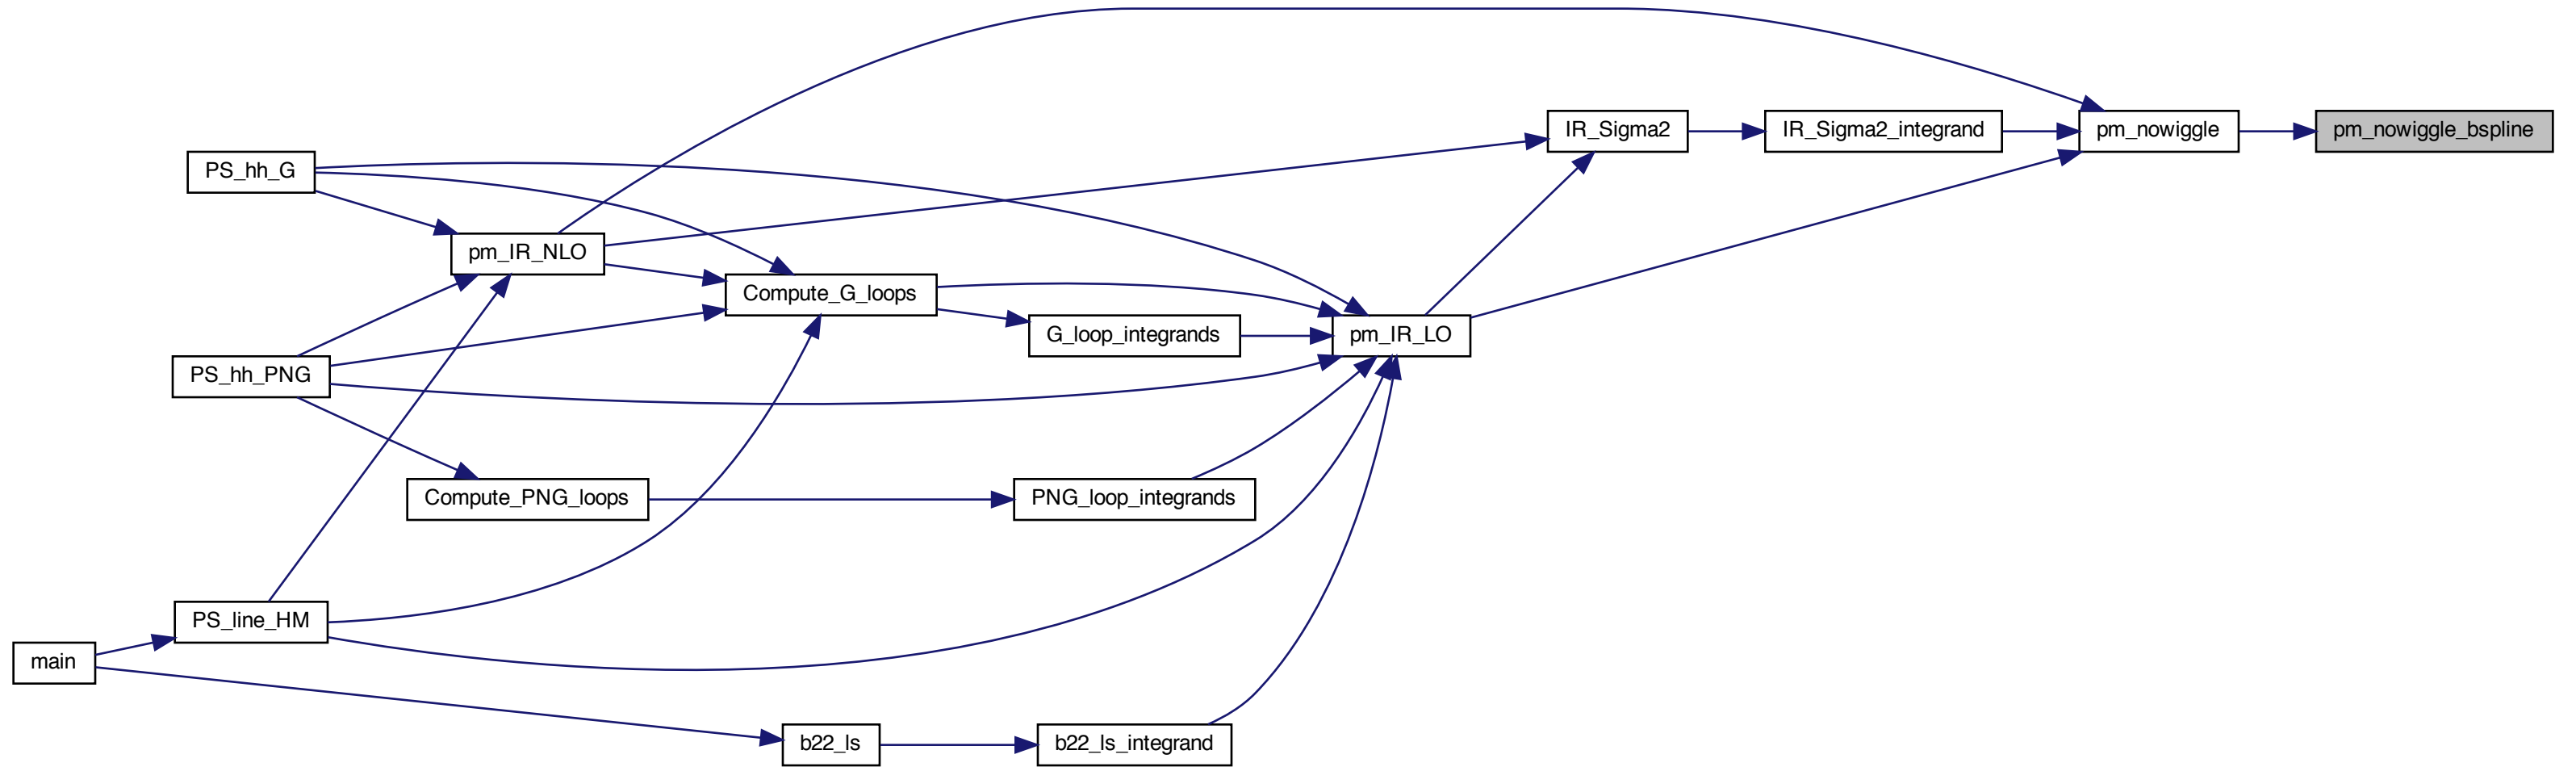 IR_Sigma2
IR_Sigma2_integrand
pm_nowiggle
pm_nowiggle_bspline
PS_hh_G
pm_IR_NLO
Compute_G_loops
G_loop_integrands
pm_IR_LO
PS_hh_PNG
Compute_PNG_loops
PNG_loop_integrands
PS_line_HM
main
b22_ls
b22_ls_integrand